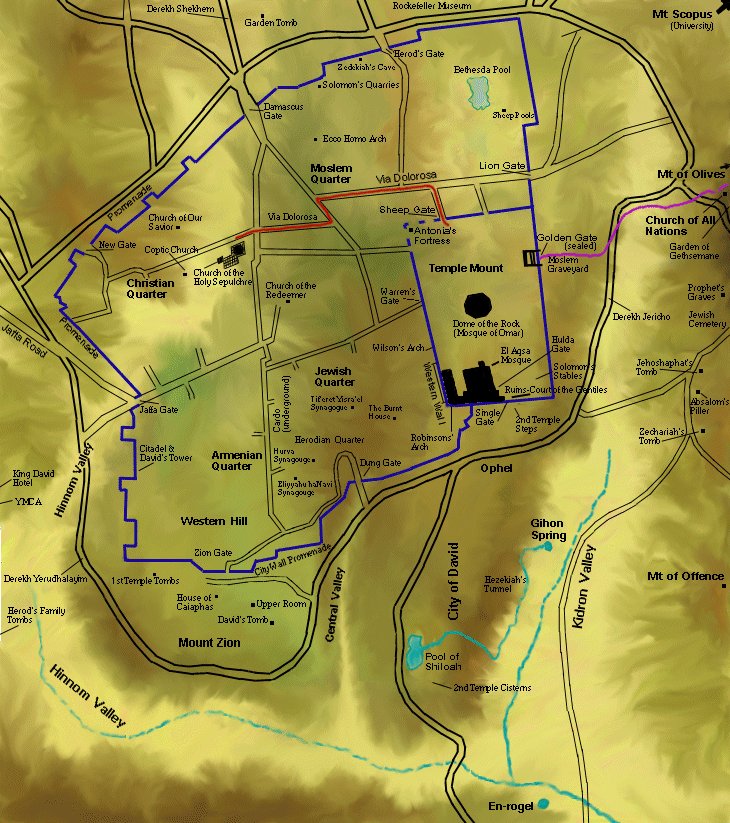 Rockefeller Museum
Derekh Shekhem
Garden Tomb
Mt Scopus
(University)
Herod's Gate
Zedekiah's Cave
Solomon's Quarries
Bethesda Pool
Damascus
Gate
Sheep Pools
Ecco Homo Arch
Moslem
Quarter
Lion Gate
Via Dolorosa
Mt of Olives
Promenade
Sheep Gate
Via Dolorosa
Church of Our
Savior
Church of All
Nations
Antonia's
Fortress
New Gate
Golden Gate
(sealed)
Coptic Church
Garden of
Gethsemane
Moslem
Graveyard
Temple Mount
Church of the
Holy Sepulchre
Christian
Quarter
Church of the
Redeemer
Warren's
Gate
Prophet's
Graves
Derekh Jericho
Jewish
Cemetery
Jaffa Road
Promenade
Dome of the Rock
(Mosque of Omar)
Hulda
Gate
Wilson's Arch
El Aqsa
Mosque
Jehoshaphat's
Tomb
Solomon's
Stables
Jewish
Quarter
Western Wall
Ruins-Court of the Gentiles
Cardo
(underground)
Tiferet Yisra'el
Synagogue
The Burnt
House
Absalom's
Piller
Jaffa Gate
Single
Gate
2nd Temple
Steps
Zechariah's
Tomb
Herodian Quarter
Robinsons'
Arch
Citadel &
David's Tower
Armenian
Quarter
Hurva
Synagogue
Dung Gate
Ophel
King David
Hotel
Hinnom Valley
EliyyahuhaNavi
Synagogue
YMCA
Western Hill
Gihon
Spring
Zion Gate
City Wall Promenade
City of David
Kidron Valley
Derekh Yerudhalayim
1st Temple Tombs
Hezekiah's
Tunnel
Mt of Offence
Herod's Family
Tombs
House of
Caiaphas
Upper Room
Central Valley
David's Tomb
Mount Zion
Pool of
Shiloah
Hinnom Valley
2nd Temple Cisterns
En-rogel